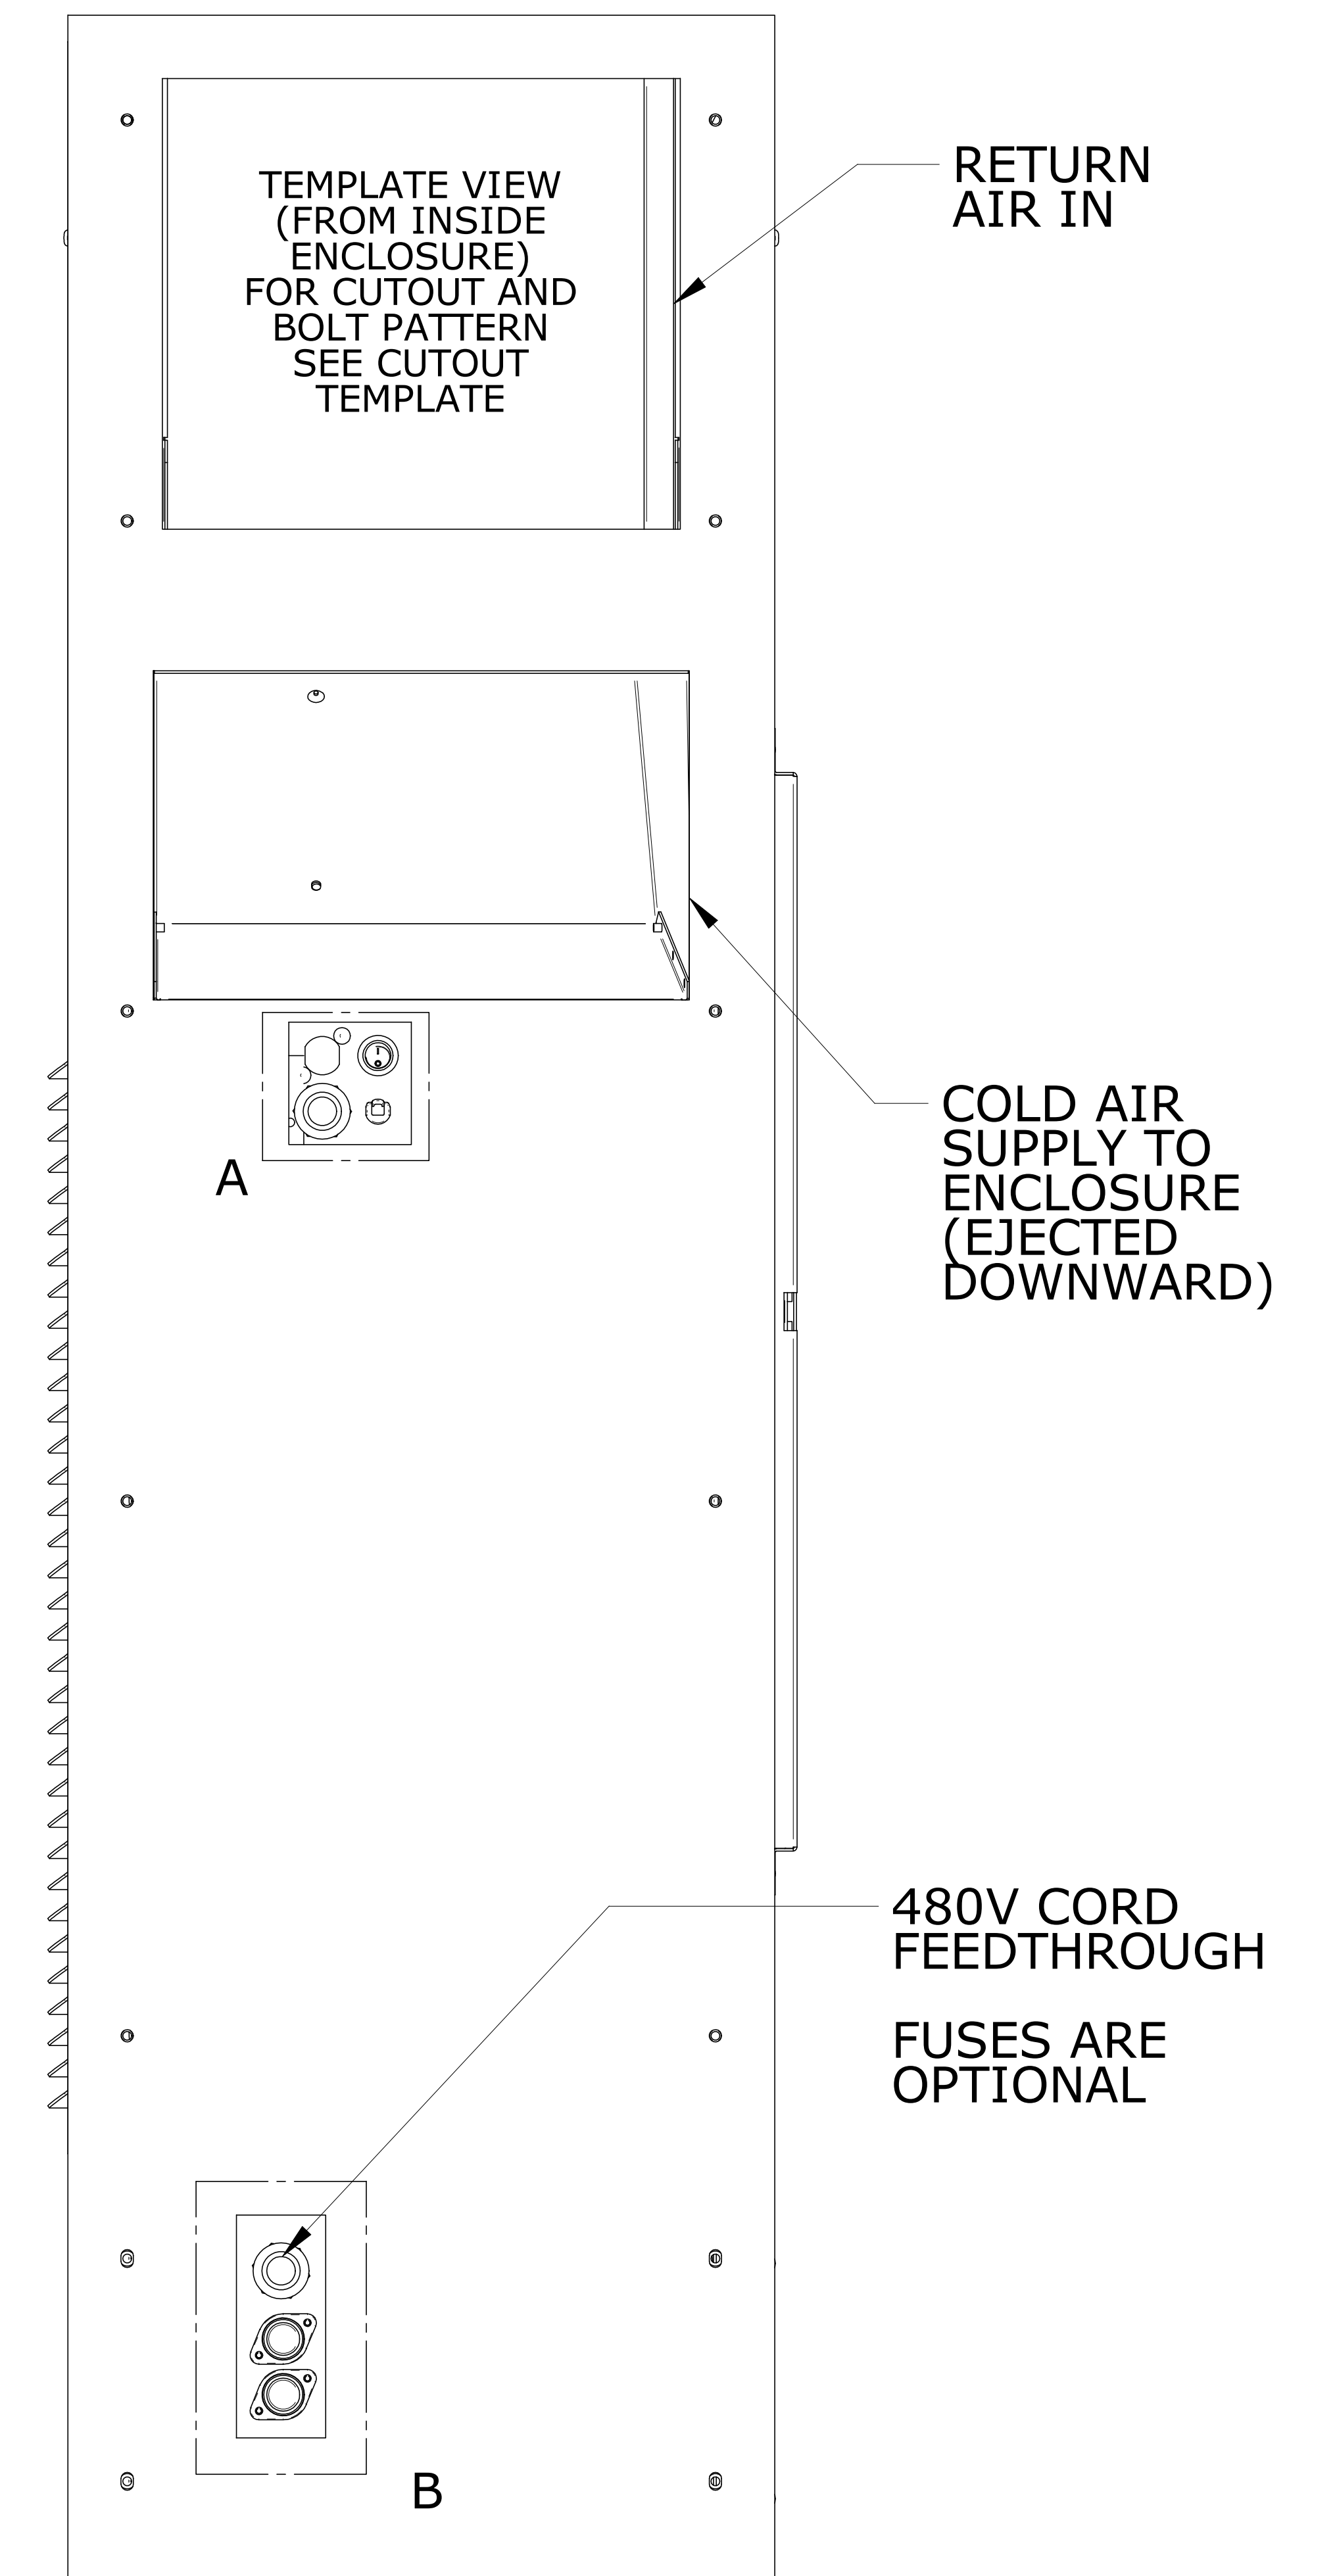 TEMPLATE VIEW
(FROM INSIDE
ENCLOSURE)
FOR CUTOUT AND
BOLT PATTERN
SEE CUTOUT
TEMPLATE
RETURN
AIR IN
COLD AIR
SUPPLY TO
ENCLOSURE
(EJECTED
DOWNWARD)
A
480V CORD
FEEDTHROUGH
FUSES ARE
OPTIONAL
B